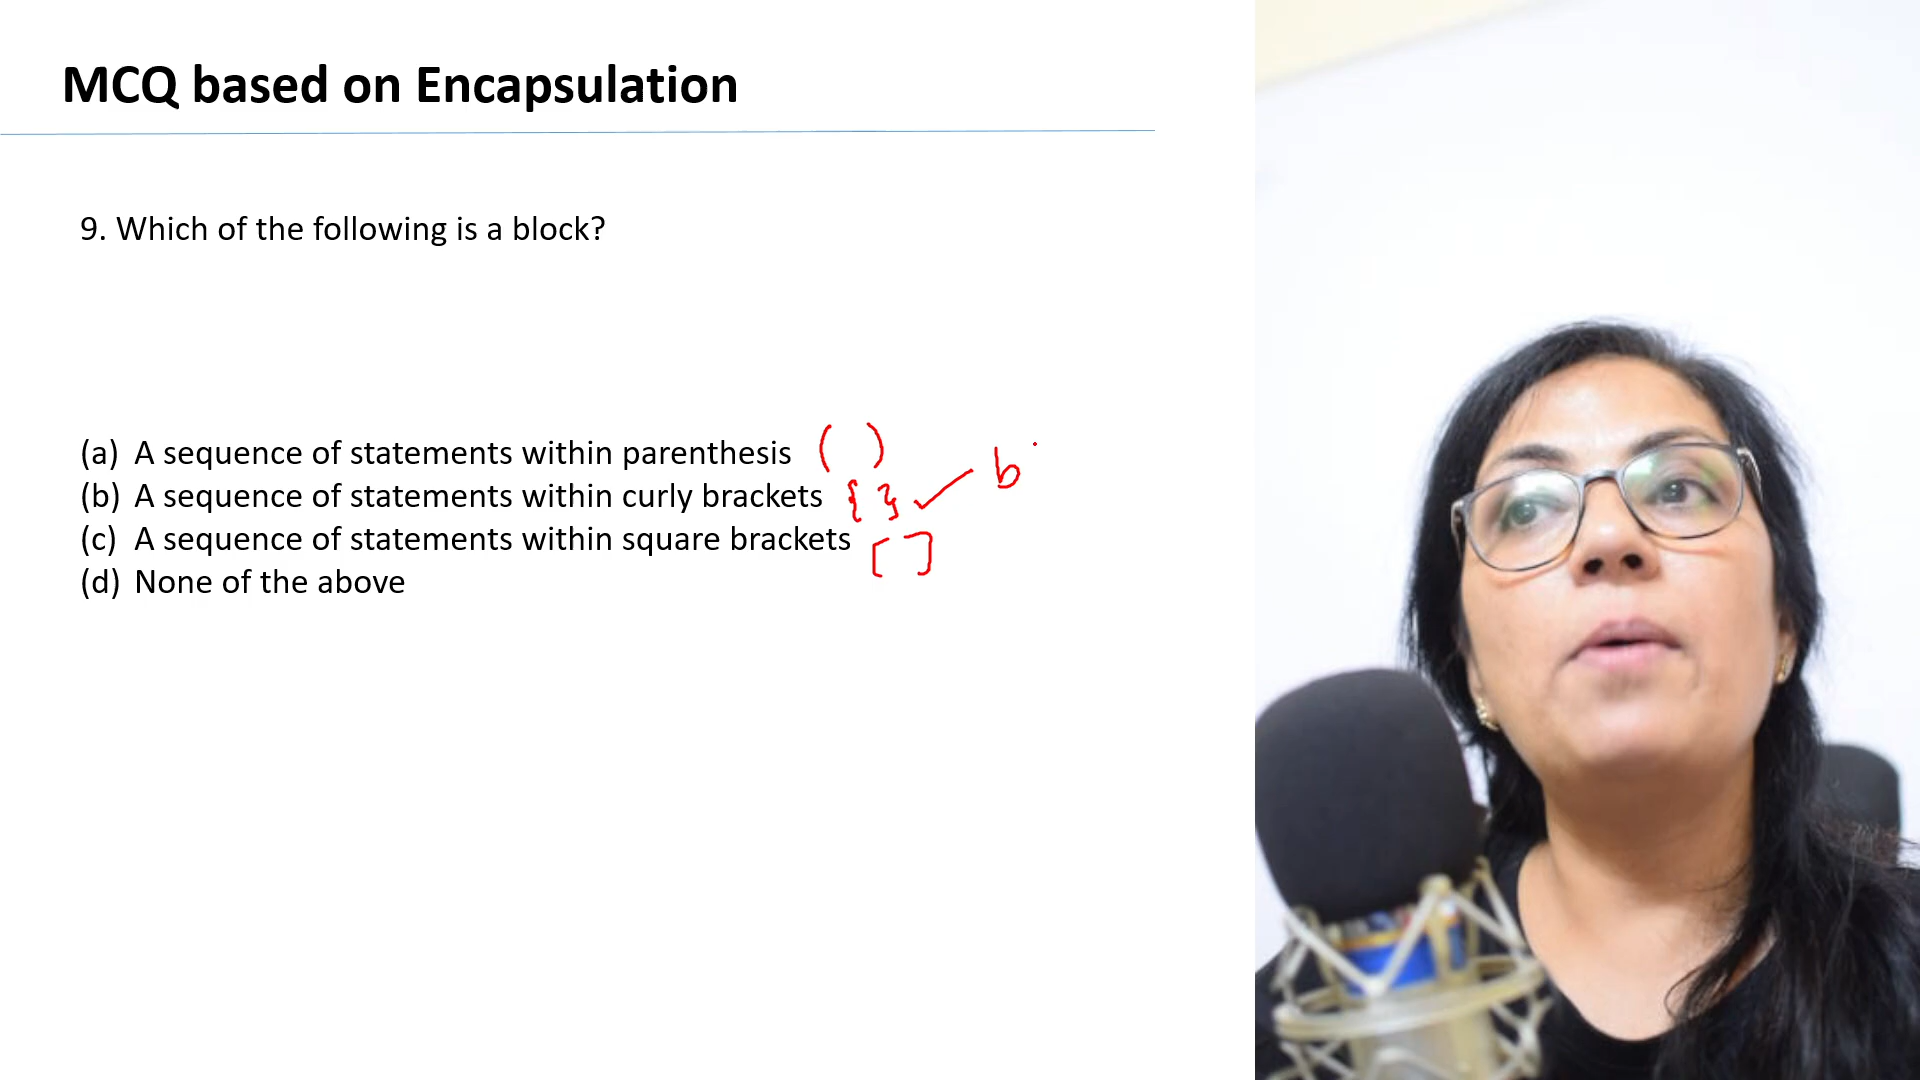 MCQ based on Encapsulation
9. Which of the following is a block?
(a) A sequence of statements within parenthesis ( )
(b) A sequence of statements within curly brackets { } ✓ b
(c) A sequence of statements within square brackets [ ]
(d) None of the above